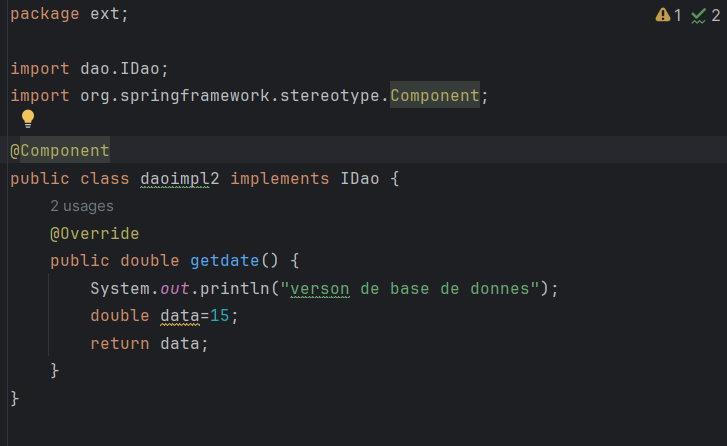 package ext;
1 2
import dao.IDao;
import org.springframework.stereotype.Component;
@Component
public class daoimpl2 implements IDao {
2 usages
@Override
public double getdate() {
System.out.println("verson de base de donnes");
double data=15;
return data;
}
}